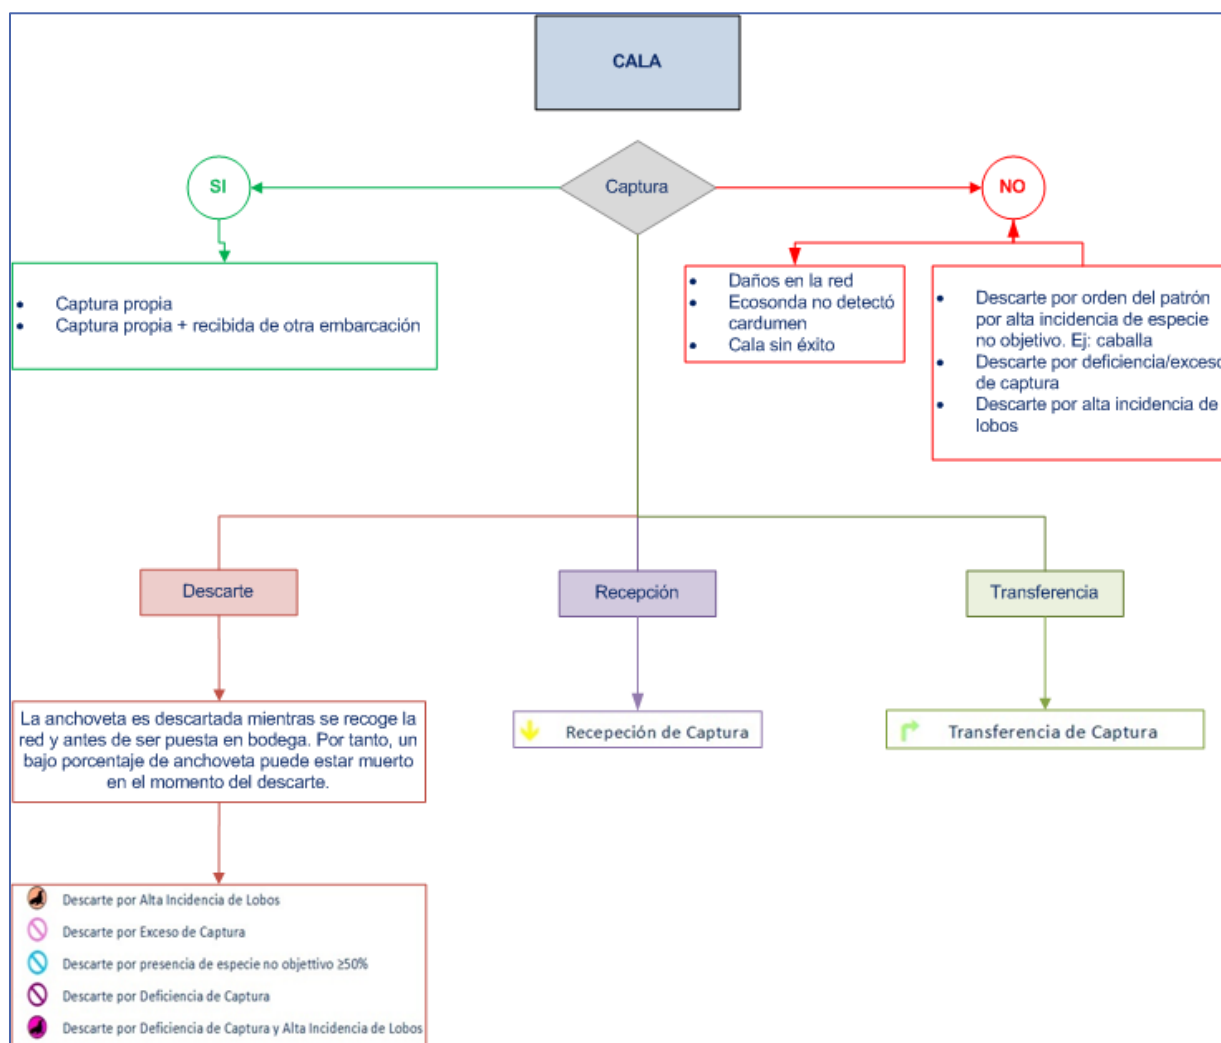 CALA
SI
Captura
NO
• Captura propia
• Captura propia + recibida de otra embarcación
• Daños en la red
• Ecosonda no detectó
cardumen
• Cala sin éxito
• Descarte por orden del patrón
por alta incidencia de especie
no objetivo. Ej: caballa
• Descarte por deficiencia/exceso
de captura
• Descarte por alta incidencia de
lobos
Descarte
Recepción
Transferencia
La anchoveta es descartada mientras se recoge la
red y antes de ser puesta en bodega. Por tanto, un
bajo porcentaje de anchoveta puede estar muerto
en el momento del descarte.
Recepeción de Captura
Transferencia de Captura
Descarte por Alta Incidencia de Lobos
Descarte por Exceso de Captura
Descarte por presencia de especie no objettivo ≥50%
Descarte por Deficiencia de Captura
Descarte por Deficiencia de Captura y Alta Incidencia de Lobos